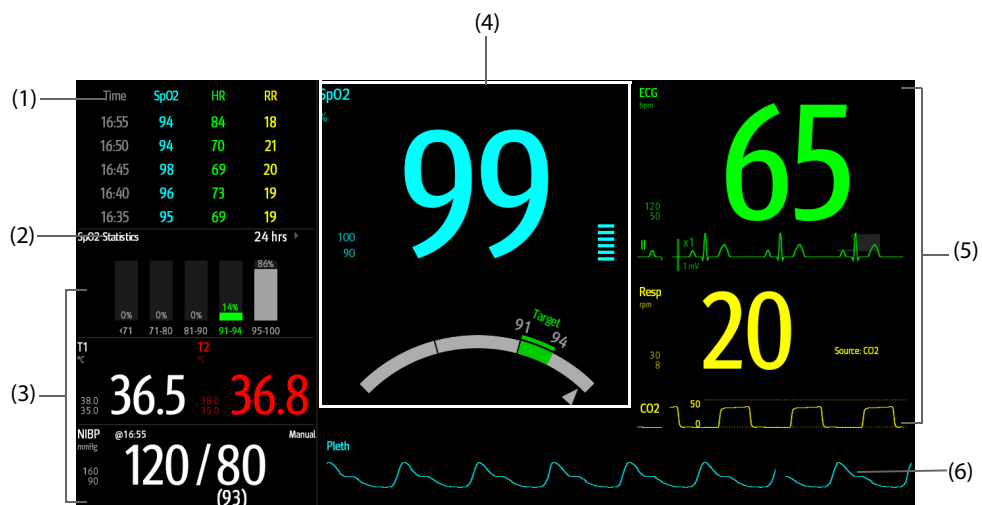 (4)
(1)
Time SpO2 HR RR
16:55 94 84 18
16:50 94 70 21
16:45 98 69 20
16:40 96 73 19
16:35 95 69 19
(2)
SpO2 Statistics 24 hrs
0% 0% 0% 14% 86%
<71 71-80 81-90 91-94 95-100
(3)
T1 T2
°C °C
38.0 36.5 38.0 36.8
35.0 35.0
NIBP @16:55 Manual
mmHg
160 120/80
90
(93)
SpO2
%
99
100
90
91 Target 94
Pleth
ECG
bpm
65
120
50
II x1
1 mV
(5)
Resp
rpm
20
30
8
Source: CO2
CO2 50
0
(6)